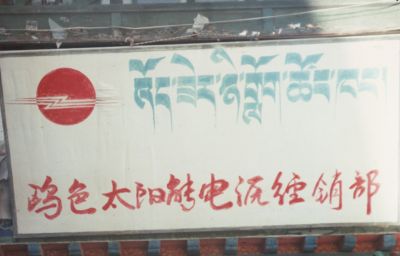 ཧོང་སེར་ཉི་གློག་ཚོང་ཁང་།
鸿色太阳能电源经销部